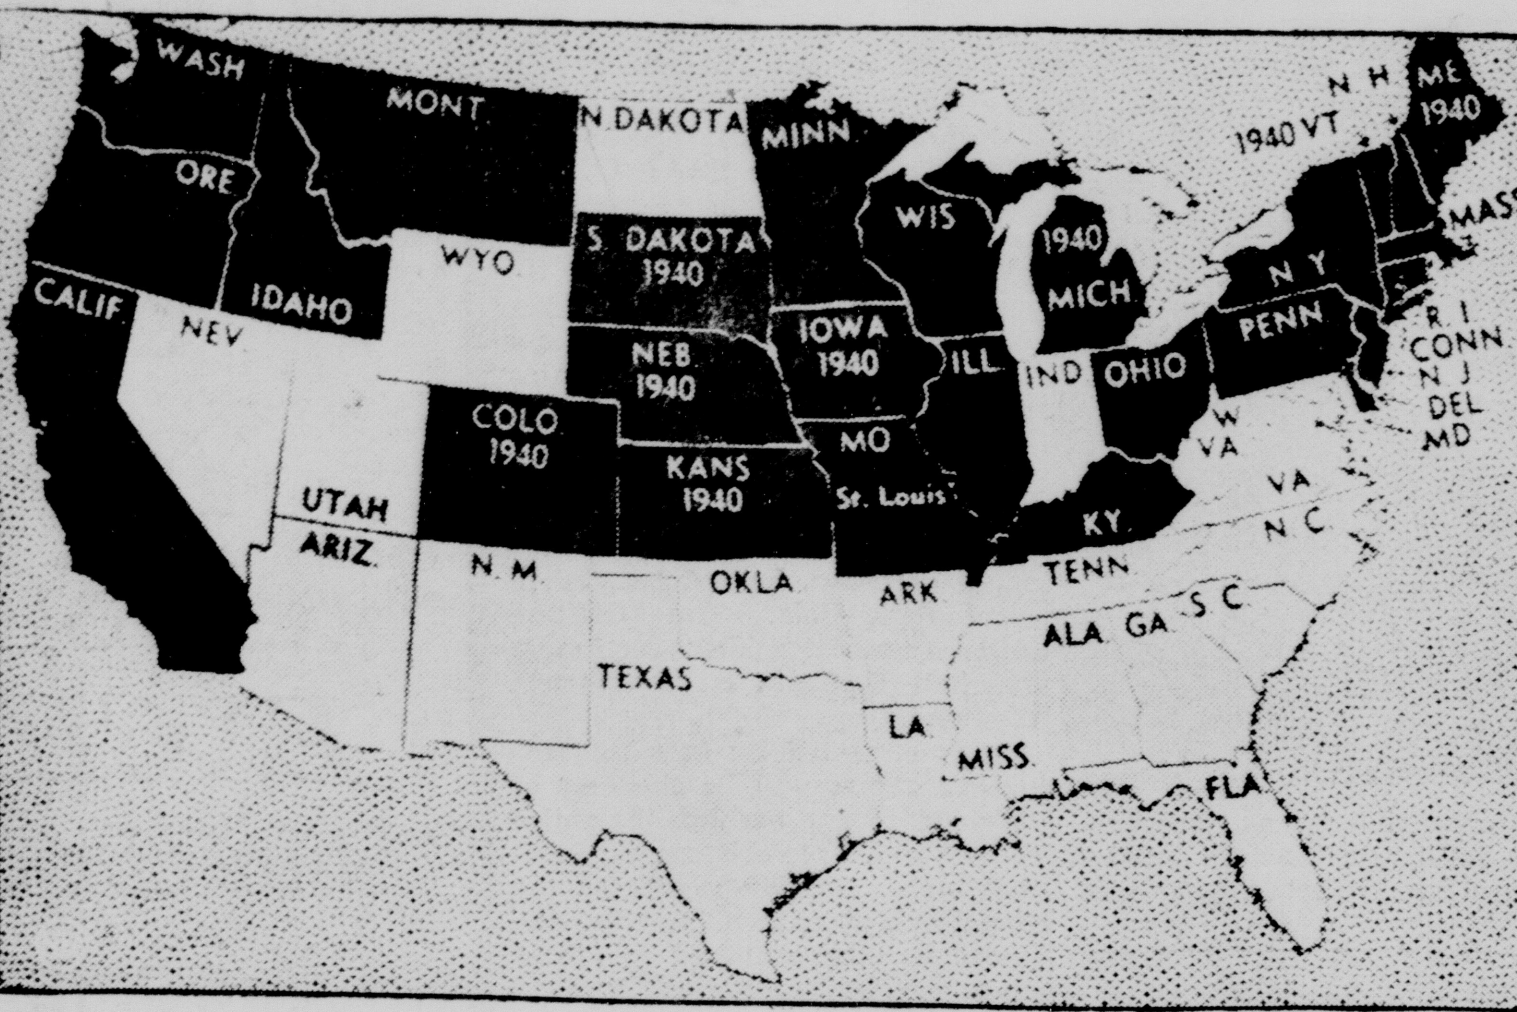 WASH
MONT.
N. DAKOTA
MINN.
N H
ME
1940
1940 VT
ORE
MASS
WIS
S. DAKOTA
1940
1940
MICH.
WYO.
N Y
CALIF.
IDAHO
NEV.
IOWA
1940
NEB
1940
ILL.
IND
OHIO
PENN.
R I
CONN.
N J
DEL
MD
COLO
1940
MO
St. Louis
W
VA
KANS
1940
VA
UTAH
KY.
ARIZ.
N. M.
OKLA.
ARK.
TENN.
N. C.
ALA.
GA.
S C.
TEXAS
LA.
MISS.
FLA.